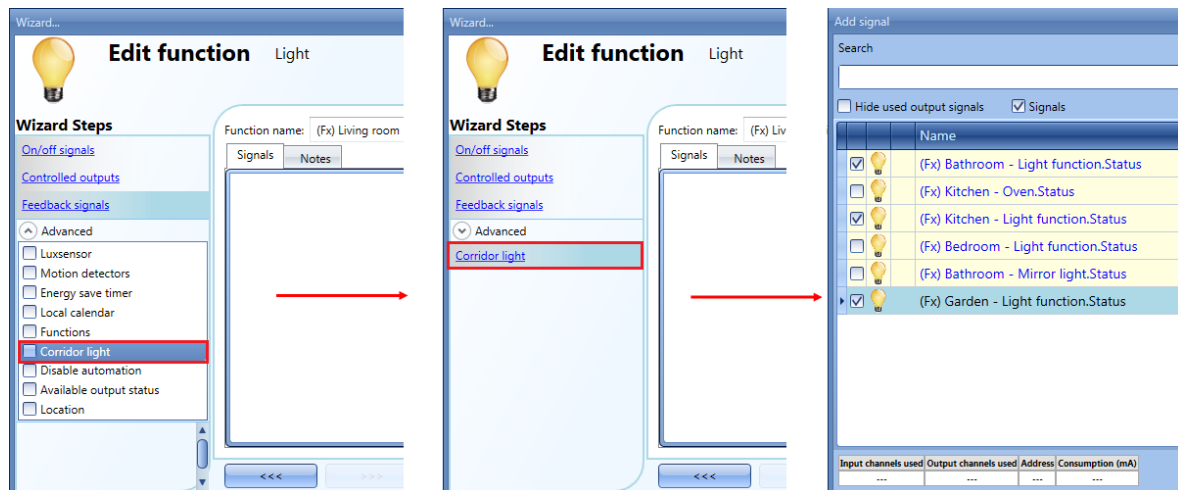 Wizard...
Edit function Light
Wizard Steps
On/off signals
Controlled outputs
Feedback signals
Advanced
Luxsensor
Motion detectors
Energy save timer
Local calendar
Functions
Corridor light
Disable automation
Available output status
Location
Function name: (Fx) Living room
Signals Notes
<<< >>>
Wizard...
Edit function Light
Wizard Steps
On/off signals
Controlled outputs
Feedback signals
Advanced
Corridor light
Function name: (Fx) Liv
Signals Notes
<<<
Add signal
Search
Hide used output signals Signals
Name
(Fx) Bathroom - Light function.Status
(Fx) Kitchen - Oven.Status
(Fx) Kitchen - Light function.Status
(Fx) Bedroom - Light function.Status
(Fx) Bathroom - Mirror light.Status
(Fx) Garden - Light function.Status
Input channels used Output channels used Address Consumption (mA)
--- --- --- ---